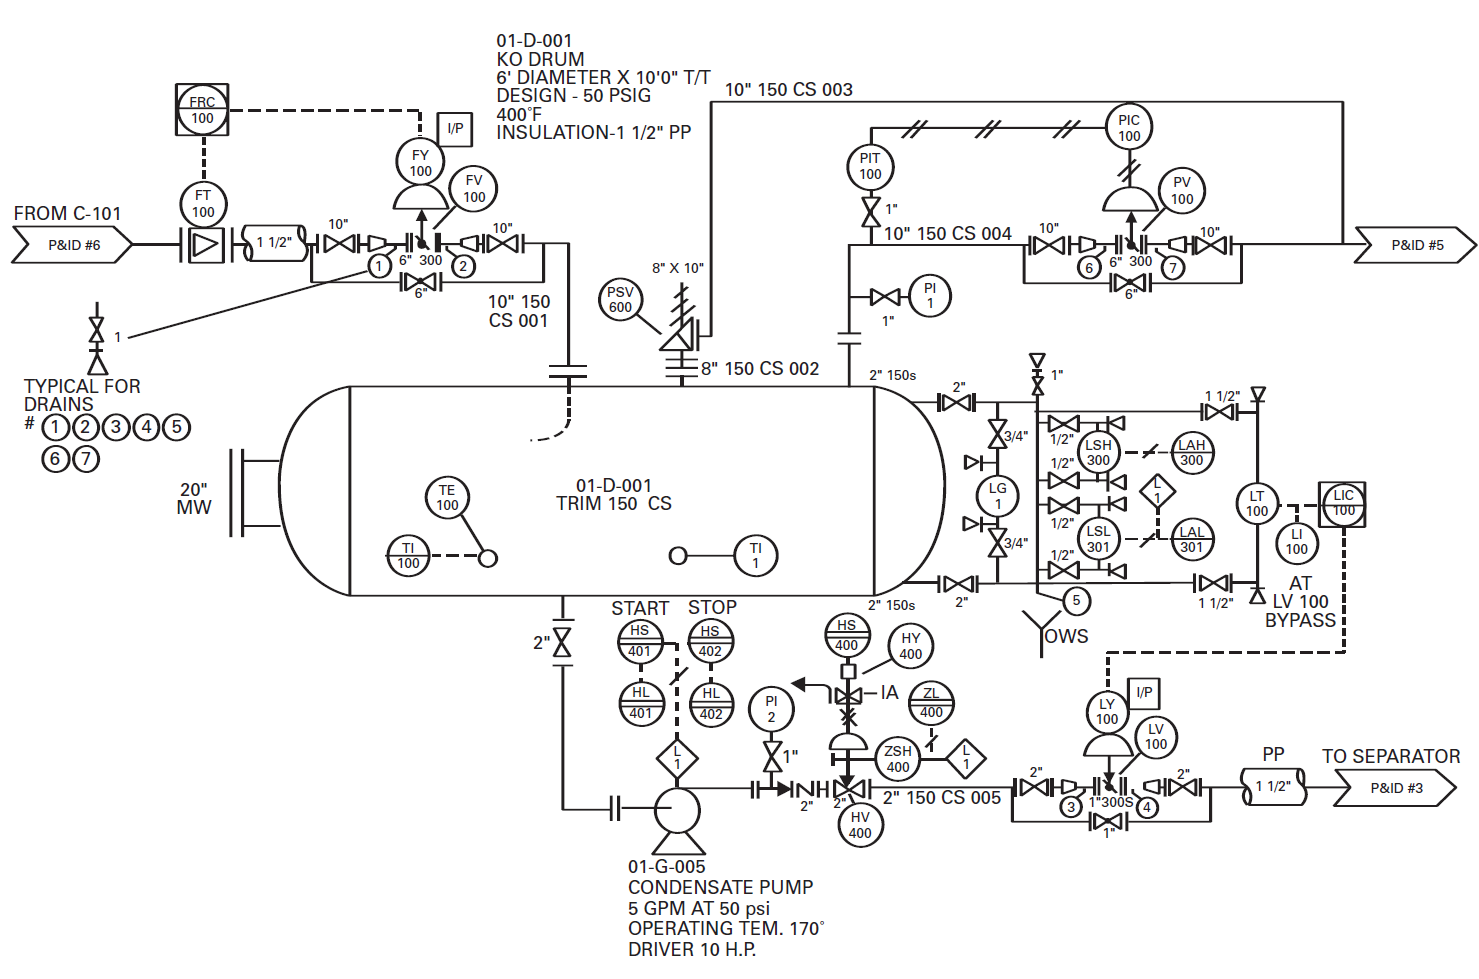 01-D-001
KO DRUM
6' DIAMETER X 10'0" T/T
DESIGN - 50 PSIG
400°F
INSULATION-1 1/2" PP
FRC
100
I/P
FY
100
FV
100
FT
100
FROM C-101
P&ID #6
1 1/2"
10"
10"
1
6" 300
2
6"
10" 150
CS 001
1
TYPICAL FOR
DRAINS
# 1 2 3 4 5
6 7
10" 150 CS 003
PIC
100
PIT
100
PV
100
1"
10" 150 CS 004
10"
10"
6
6" 300
7
6"
P&ID #5
8" X 10"
PSV
600
PI
1
1"
8" 150 CS 002
2" 150s
20"
MW
01-D-001
TRIM 150 CS
TE
100
TI
100
TI
1
2"
1"
1 1/2"
3/4"
1/2"
LSH
300
LAH
300
1/2"
LG
1
L
1
LT
100
LIC
100
1/2"
LSL
301
LAL
301
LI
100
3/4"
1/2"
AT
LV 100
BYPASS
2"
1 1/2"
5
2" 150s
OWS
START
STOP
2"
HS
401
HS
402
HL
401
HL
402
HS
400
HY
400
IA
PI
2
ZL
400
L
1
1"
ZSH
400
L
1
2"
2"
HV
400
2" 150 CS 005
LY
100
I/P
LV
100
2"
2"
3
1"300S
4
1"
PP
1 1/2"
TO SEPARATOR
P&ID #3
01-G-005
CONDENSATE PUMP
5 GPM AT 50 psi
OPERATING TEM. 170°
DRIVER 10 H.P.